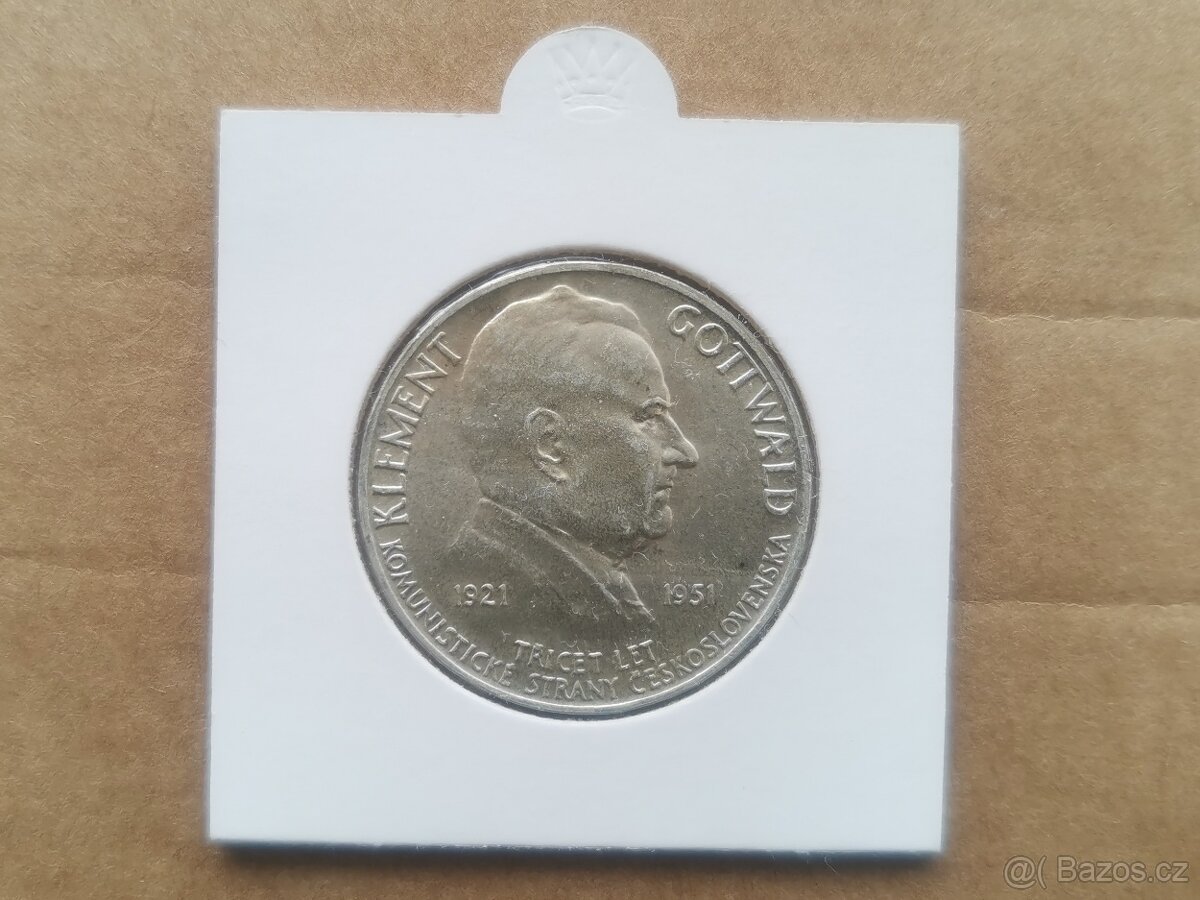 KLEMENT GOTTWALD
1921 1951
TŘICET LET
KOMUNISTICKÉ STRANY ČESKOSLOVENSKA
@( Bazos.cz